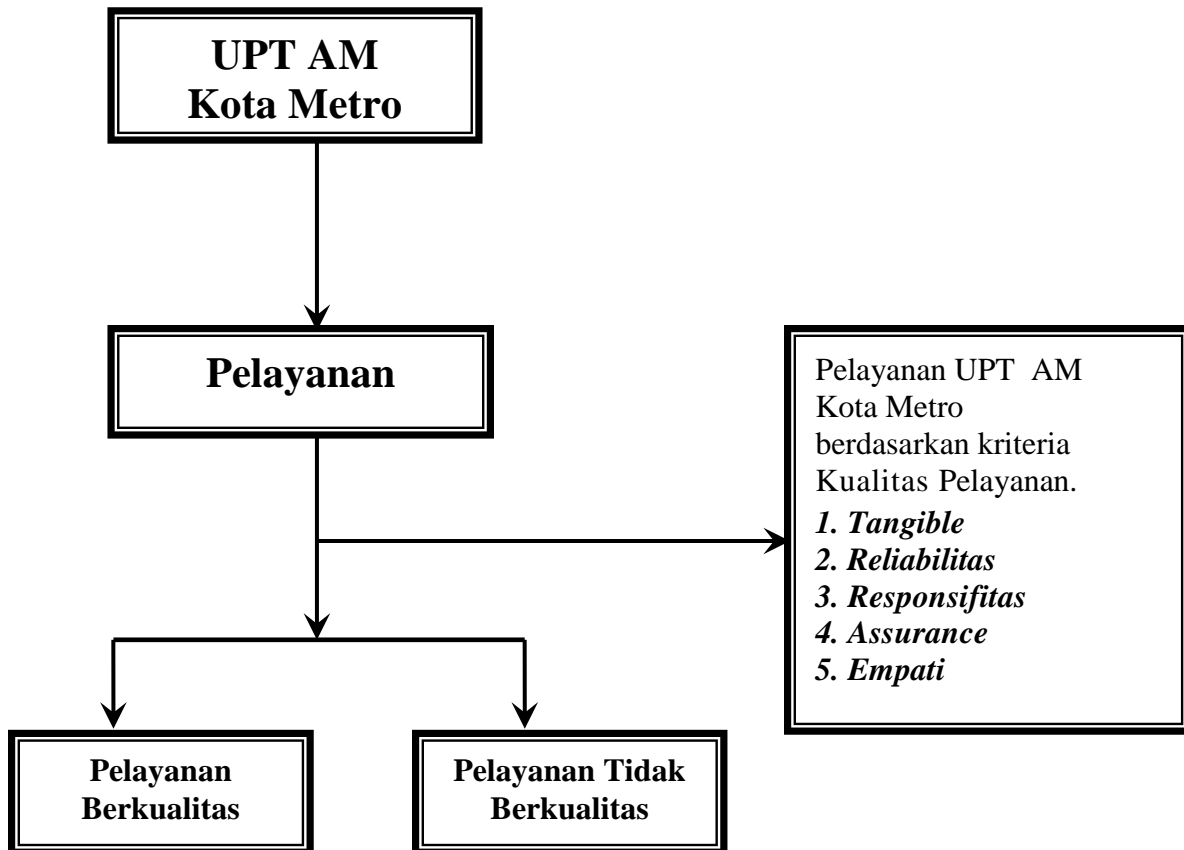 UPT AM
Kota Metro
Pelayanan
Pelayanan UPT AM
Kota Metro
berdasarkan kriteria
Kualitas Pelayanan.
1. Tangible
2. Reliabilitas
3. Responsifitas
4. Assurance
5. Empati
Pelayanan
Berkualitas
Pelayanan Tidak
Berkualitas